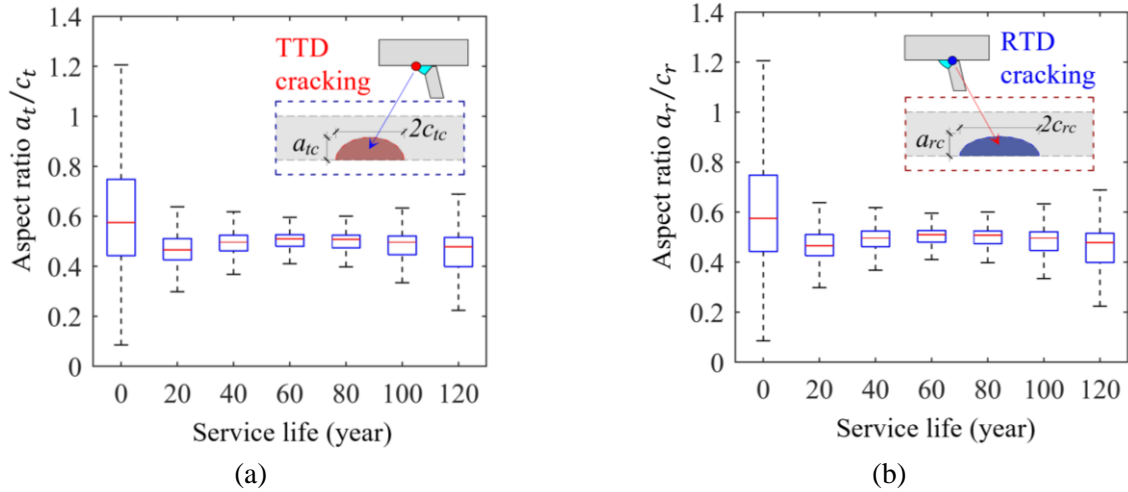 1.4
1.2
1
0.8
0.6
0.4
0.2
0
Aspect ratio a_t/c_t
TTD
cracking
a_tc
2c_tc
0 20 40 60 80 100 120
Service life (year)
(a)
1.4
1.2
1
0.8
0.6
0.4
0.2
0
Aspect ratio a_r/c_r
RTD
cracking
a_rc
2c_rc
0 20 40 60 80 100 120
Service life (year)
(b)